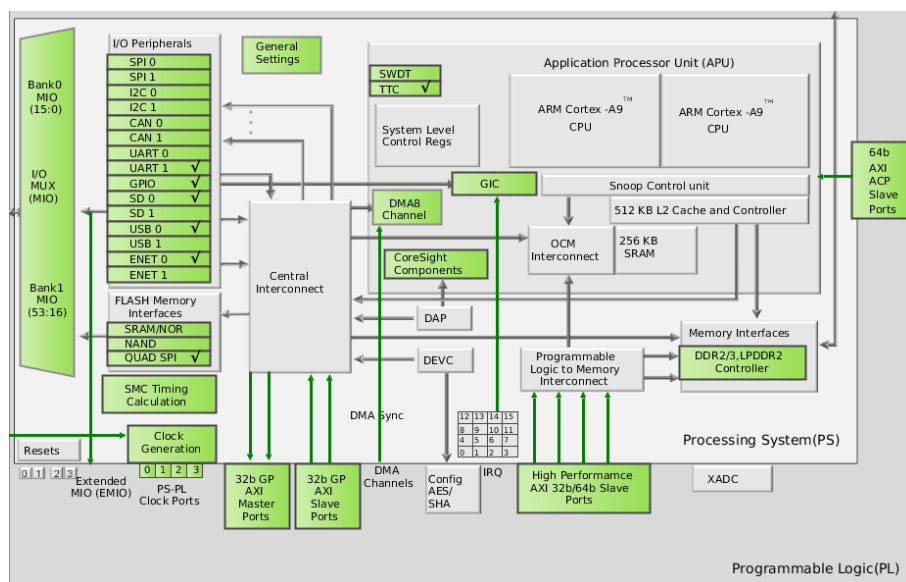 I/O Peripherals
SPI 0
SPI 1
I2C 0
I2C 1
CAN 0
CAN 1
UART 0
UART 1 √
GPIO √
SD 0 √
SD 1
USB 0 √
USB 1
ENET 0 √
ENET 1
FLASH Memory
Interfaces
SRAM/NOR
NAND
QUAD SPI √
SMC Timing
Calculation
Bank0
MIO
(15:0)
I/O
MUX
(MIO)
Bank1
MIO
(53:16)
General
Settings
Application Processor Unit (APU)
SWDT
TTC √
System Level
Control Regs
ARM Cortex -A9™
CPU
ARM Cortex -A9™
CPU
GIC
Snoop Control unit
512 KB L2 Cache and Controller
DMA8
Channel
OCM
Interconnect
256 KB
SRAM
CoreSight
Components
Central
Interconnect
DAP
DEVC
Programmable
Logic to Memory
Interconnect
Memory Interfaces
DDR2/3,LPDDR2
Controller
64b
AXI
ACP
Slave
Ports
DMA Sync
12 13 14 15
8 9 10 11
4 5 6 7
0 1 2 3
Processing System(PS)
Resets
0 1 2 3
Clock
Generation
0 1 2 3
Extended
MIO (EMIO)
PS-PL
Clock Ports
32b GP
AXI
Master
Ports
32b GP
AXI
Slave
Ports
DMA
Channels
Config
AES/
SHA
IRQ
High Performamce
AXI 32b/64b Slave
Ports
XADC
Programmable Logic(PL)